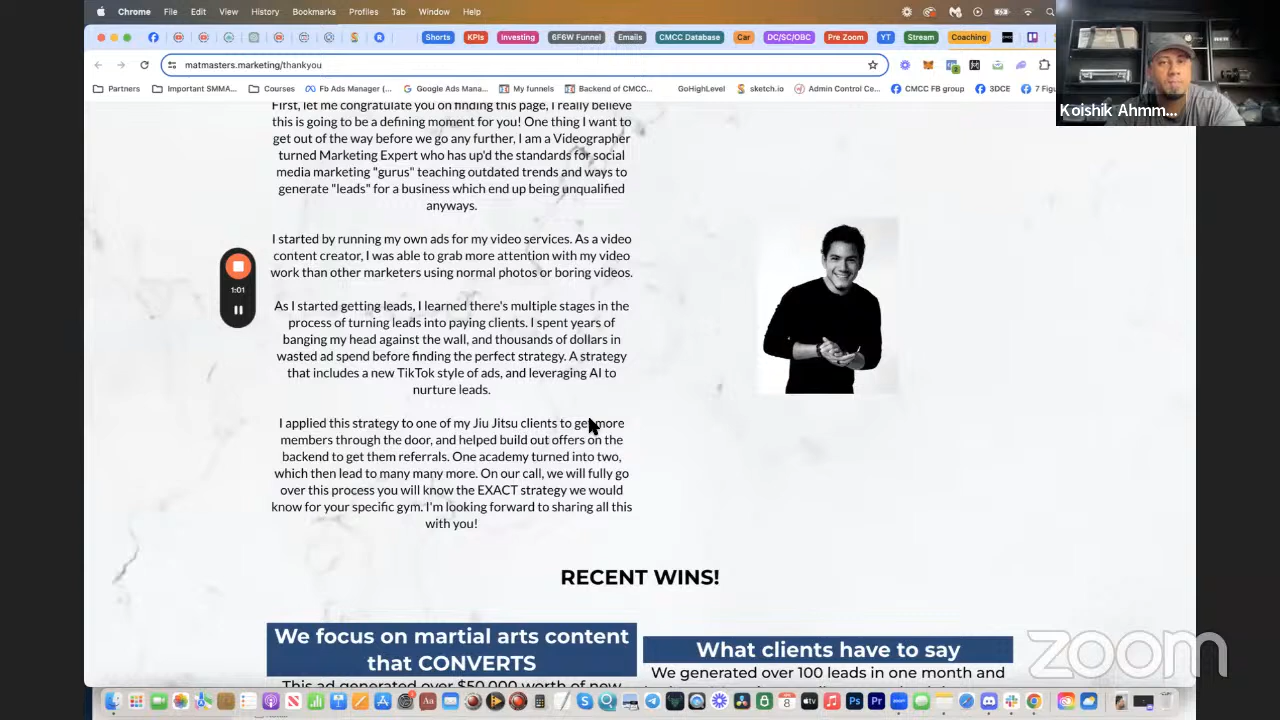 Chrome File Edit View History Bookmarks Profiles Tab Window Help
Shorts KPIs Investing 6F6W Funnel Emails CMCC Database Car DC/SC/OBC Pre Zoom YT Stream Coaching
matmasters.marketing/thankyou
Partners Important SMMA... Courses Fb Ads Manager (... Google Ads Mana... My funnels Backend of CMCC... GoHighLevel sketch.io Admin Control Ce... CMCC FB group 3DCE 7 Figu
Koishik Ahmm...
First, let me congratulate you on finding this page, I really believe
this is going to be a defining moment for you! One thing I want to
get out of the way before we go any further, I am a Videographer
turned Marketing Expert who has up'd the standards for social
media marketing "gurus" teaching outdated trends and ways to
generate "leads" for a business which end up being unqualified
anyways.
I started by running my own ads for my video services. As a video
content creator, I was able to grab more attention with my video
work than other marketers using normal photos or boring videos.
1:01
As I started getting leads, I learned there's multiple stages in the
process of turning leads into paying clients. I spent years of
banging my head against the wall, and thousands of dollars in
wasted ad spend before finding the perfect strategy. A strategy
that includes a new TikTok style of ads, and leveraging AI to
nurture leads.
I applied this strategy to one of my Jiu Jitsu clients to get more
members through the door, and helped build out offers on the
backend to get them referrals. One academy turned into two,
which then lead to many many more. On our call, we will fully go
over this process you will know the EXACT strategy we would
know for your specific gym. I'm looking forward to sharing all this
with you!
RECENT WINS!
We focus on martial arts content
that CONVERTS
This ad generated over $50,000 worth of new
What clients have to say
We generated over 100 leads in one month and
zoom